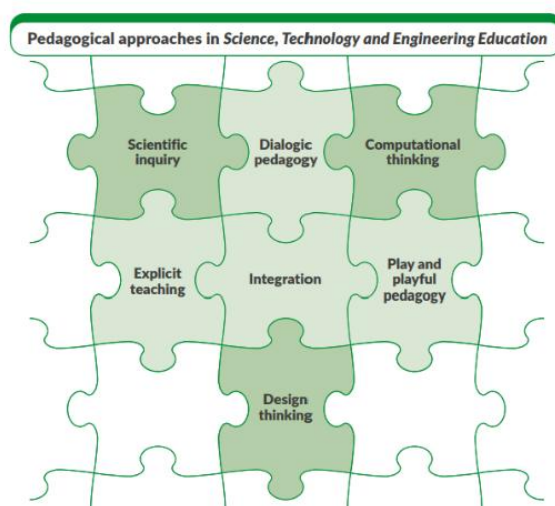 Pedagogical approaches in Science, Technology and Engineering Education
Scientific
inquiry
Dialogic
pedagogy
Computational
thinking
Explicit
teaching
Integration
Play and
playful
pedagogy
Design
thinking